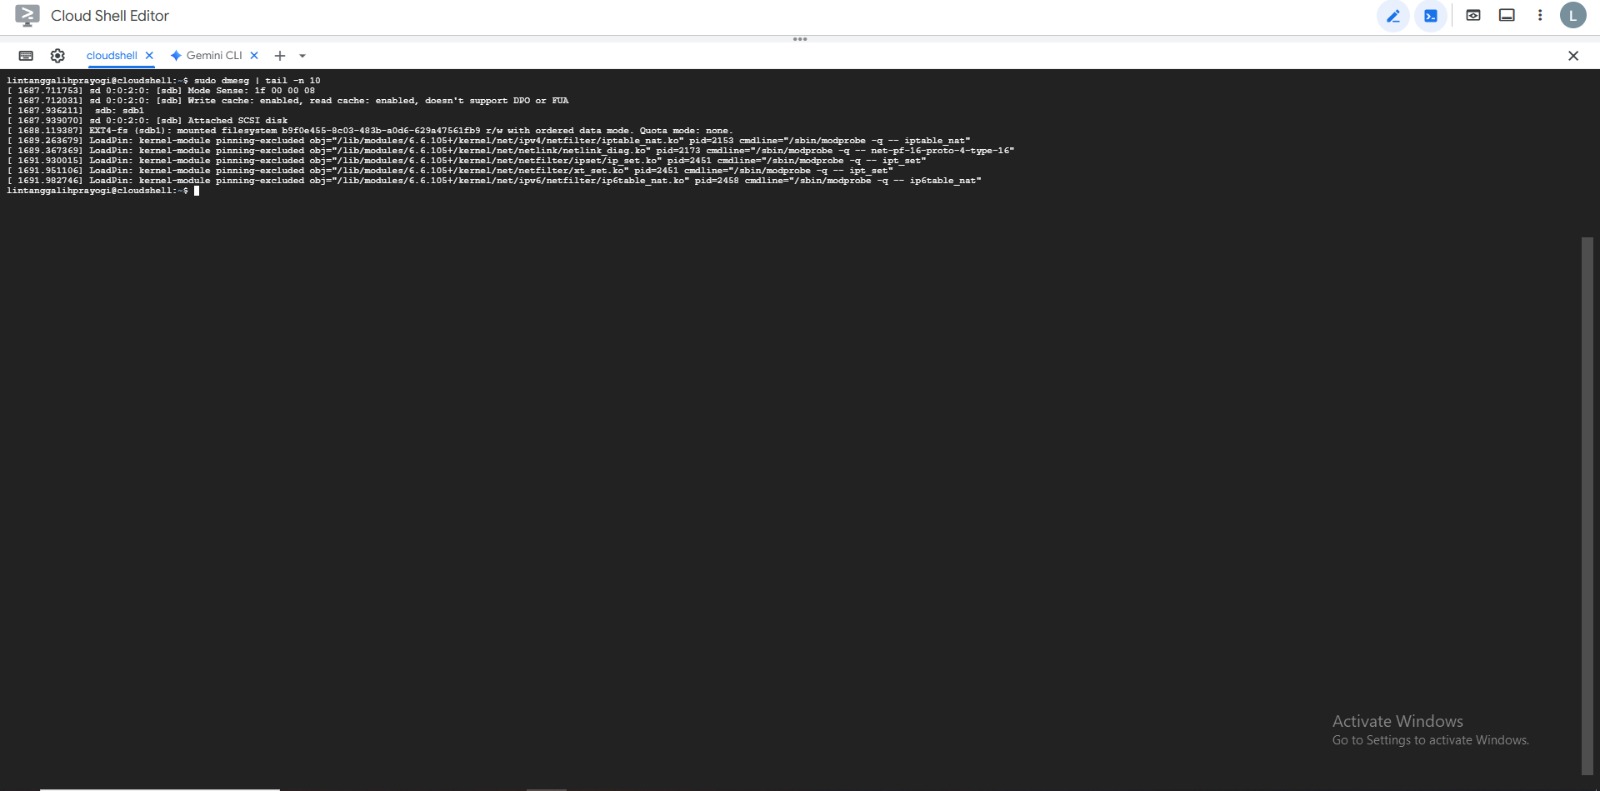 Cloud Shell Editor
L
cloudshell
Gemini CLI
lintanggalihprayogi@cloudshell:~$ sudo dmesg | tail -n 10
[ 1687.711753] sd 0:0:2:0: [sdb] Mode Sense: 1f 00 00 08
[ 1687.712031] sd 0:0:2:0: [sdb] Write cache: enabled, read cache: enabled, doesn't support DPO or FUA
[ 1687.936211]  sdb: sdb1
[ 1687.939070] sd 0:0:2:0: [sdb] Attached SCSI disk
[ 1688.119387] EXT4-fs (sdb1): mounted filesystem b9f0e455-8c03-483b-a0d6-629a47561fb9 r/w with ordered data mode. Quota mode: none.
[ 1689.263679] LoadPin: kernel-module pinning-excluded obj="/lib/modules/6.6.105+/kernel/net/ipv4/netfilter/iptable_nat.ko" pid=2153 cmdline="/sbin/modprobe -q -- iptable_nat"
[ 1689.367369] LoadPin: kernel-module pinning-excluded obj="/lib/modules/6.6.105+/kernel/net/netlink/netlink_diag.ko" pid=2173 cmdline="/sbin/modprobe -q -- net-pf-16-proto-4-type-16"
[ 1691.930015] LoadPin: kernel-module pinning-excluded obj="/lib/modules/6.6.105+/kernel/net/netfilter/ipset/ip_set.ko" pid=2451 cmdline="/sbin/modprobe -q -- ipt_set"
[ 1691.951106] LoadPin: kernel-module pinning-excluded obj="/lib/modules/6.6.105+/kernel/net/netfilter/xt_set.ko" pid=2451 cmdline="/sbin/modprobe -q -- ipt_set"
[ 1691.982746] LoadPin: kernel-module pinning-excluded obj="/lib/modules/6.6.105+/kernel/net/ipv6/netfilter/ip6table_nat.ko" pid=2458 cmdline="/sbin/modprobe -q -- ip6table_nat"
lintanggalihprayogi@cloudshell:~$
Activate Windows
Go to Settings to activate Windows.